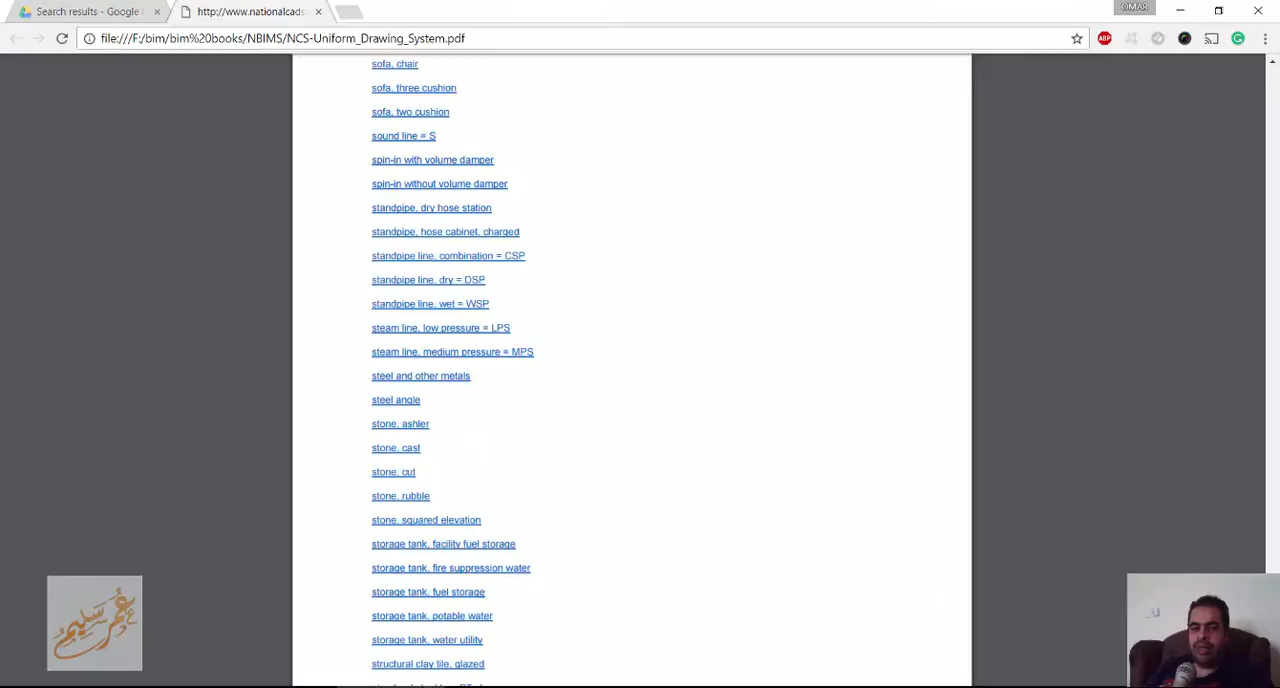 Search results - Google
http://www.nationalcads
OMAR
file:///F:/bim/bim%20books/NBIMS/NCS-Uniform_Drawing_System.pdf
ABP
sofa, chair
sofa, three cushion
sofa, two cushion
sound line = S
spin-in with volume damper
spin-in without volume damper
standpipe, dry hose station
standpipe, hose cabinet, charged
standpipe line, combination = CSP
standpipe line, dry = DSP
standpipe line, wet = WSP
steam line, low pressure = LPS
steam line, medium pressure = MPS
steel and other metals
steel angle
stone, ashler
stone, cast
stone, cut
stone, rubble
stone, squared elevation
storage tank, facility fuel storage
storage tank, fire suppression water
storage tank, fuel storage
storage tank, potable water
storage tank, water utility
structural clay tile, glazed
عمر سليم